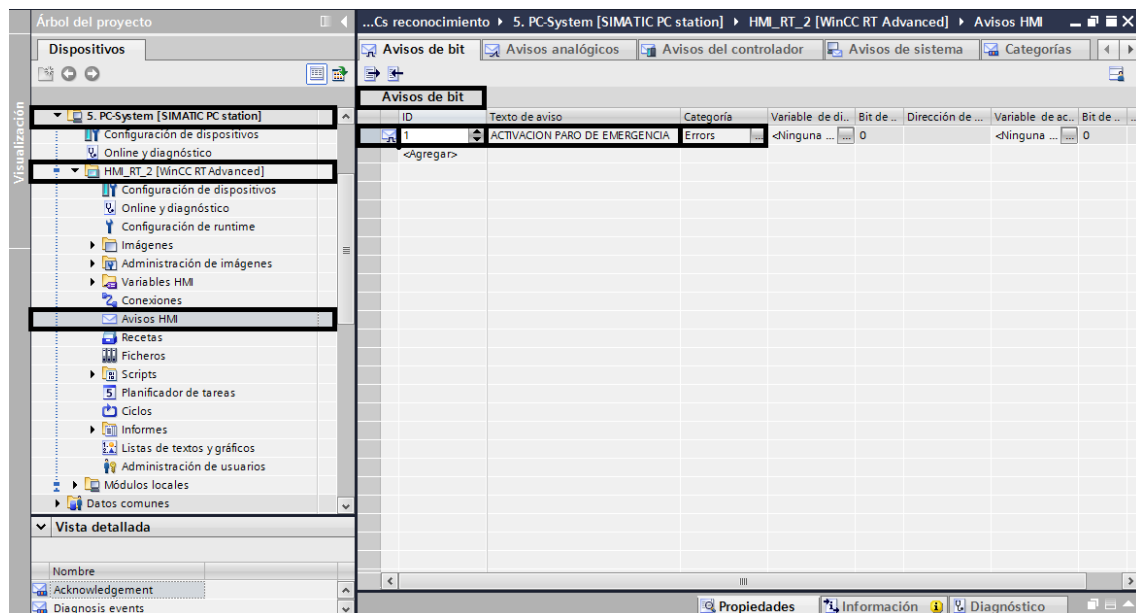 Árbol del proyecto
Dispositivos
Visualización
5. PC-System [SIMATIC PC station]
Configuración de dispositivos
Online y diagnóstico
HMI_RT_2 [WinCC RT Advanced]
Configuración de dispositivos
Online y diagnóstico
Configuración de runtime
Imágenes
Administración de imágenes
Variables HMI
Conexiones
Avisos HMI
Recetas
Ficheros
Scripts
Planificador de tareas
Ciclos
Informes
Listas de textos y gráficos
Administración de usuarios
Módulos locales
Datos comunes
Vista detallada
Nombre
Acknowledgement
Diagnosis events
...Cs reconocimiento 5. PC-System [SIMATIC PC station] HMI_RT_2 [WinCC RT Advanced] Avisos HMI
Avisos de bit Avisos analógicos Avisos del controlador Avisos de sistema Categorías
Avisos de bit
ID Texto de aviso Categoría Variable de di.. Bit de .. Dirección de ... Variable de ac.. Bit de .. ..
1 ACTIVACION PARO DE EMERGENCIA Errors ... <Ninguna ... ... 0 <Ninguna ... ... 0
<Agregar>
Propiedades Información Diagnóstico